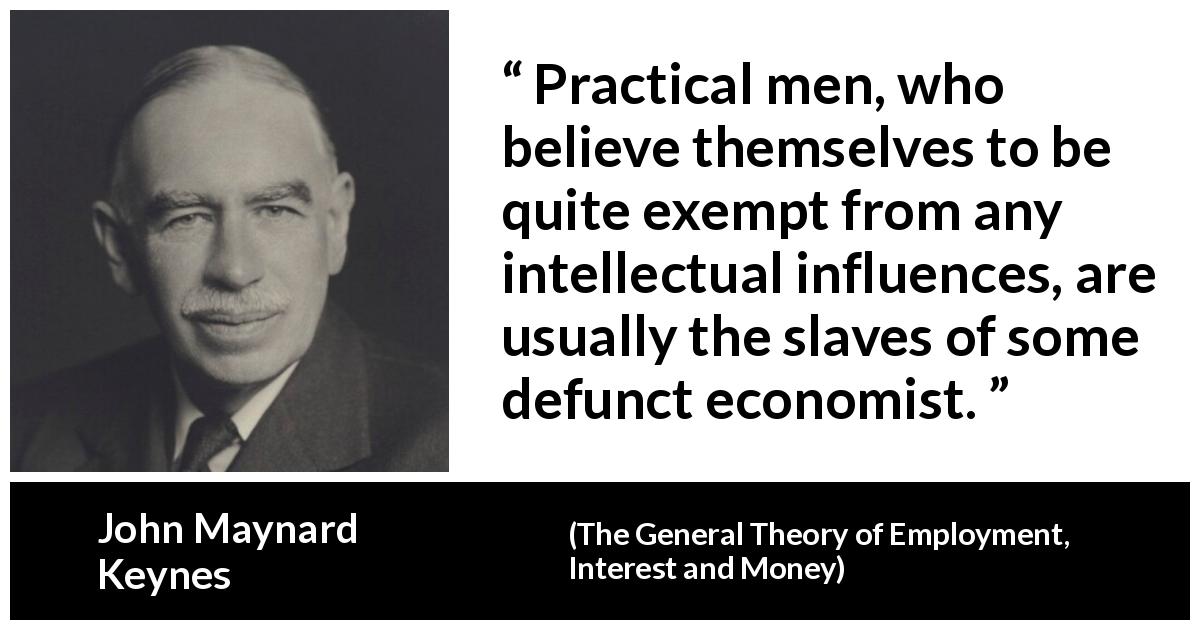 “ Practical men, who
believe themselves to be
quite exempt from any
intellectual influences, are
usually the slaves of some
defunct economist. ”
John Maynard
Keynes
(The General Theory of Employment,
Interest and Money)